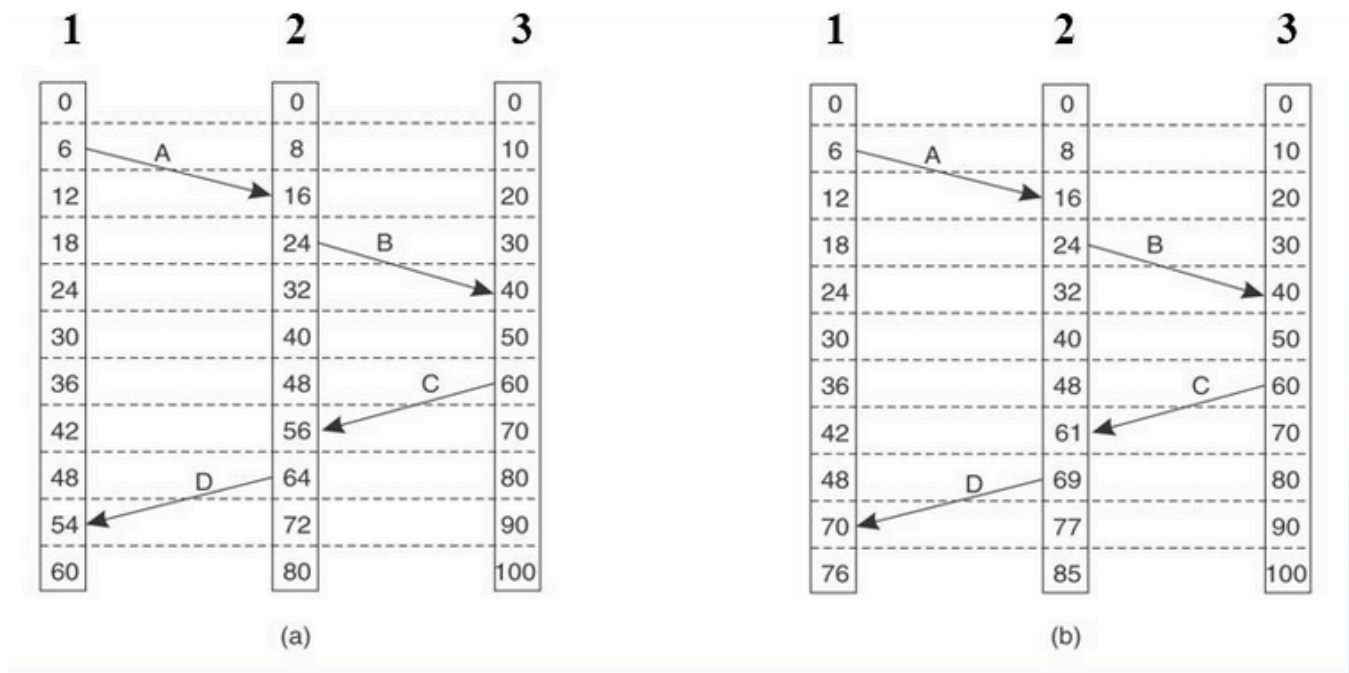 1 2 3 1 2 3
0 0 0 0 0 0
6 A 8 10 6 A 8 10
12 16 20 12 16 20
18 24 B 30 18 24 B 30
24 32 40 24 32 40
30 40 50 30 40 50
36 48 C 60 36 48 C 60
42 56 70 42 61 70
48 D 64 80 48 D 69 80
54 72 90 70 77 90
60 80 100 76 85 100
(a) (b)